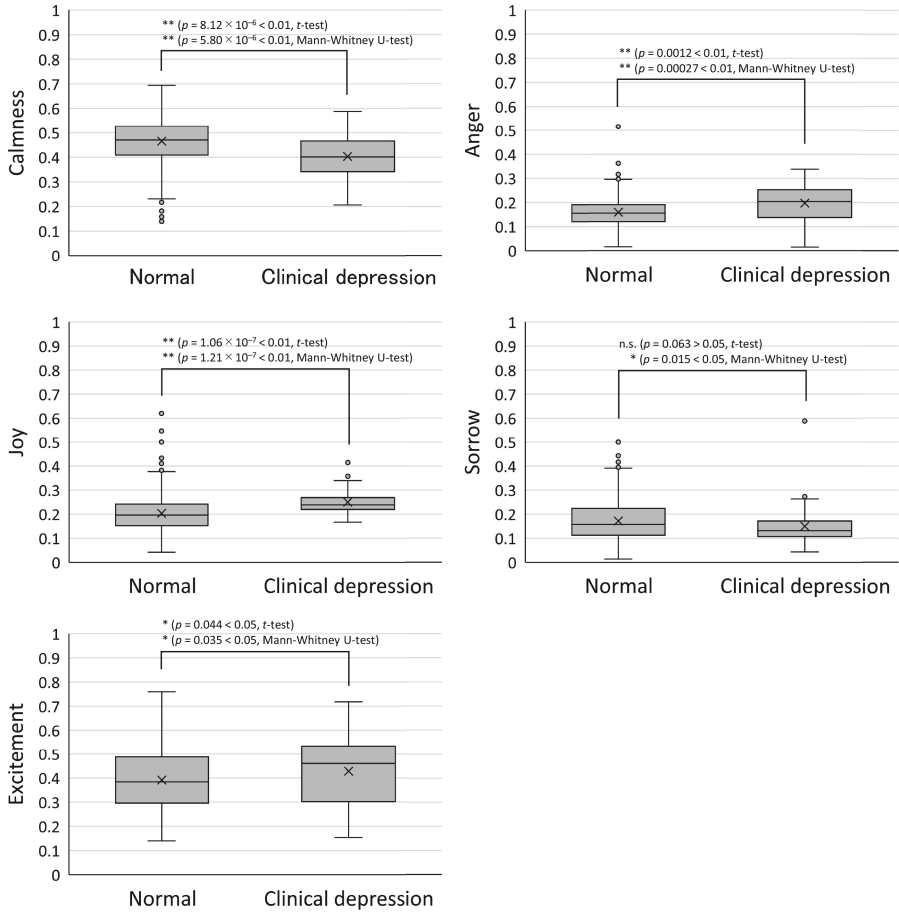 ** (p = 8.12 × 10⁻⁶ < 0.01, t-test)
** (p = 5.80 × 10⁻⁶ < 0.01, Mann-Whitney U-test)
Calmness
1
0.9
0.8
0.7
0.6
0.5
0.4
0.3
0.2
0.1
0
Normal
Clinical depression
** (p = 0.0012 < 0.01, t-test)
** (p = 0.00027 < 0.01, Mann-Whitney U-test)
Anger
1
0.9
0.8
0.7
0.6
0.5
0.4
0.3
0.2
0.1
0
Normal
Clinical depression
** (p = 1.06 × 10⁻⁷ < 0.01, t-test)
** (p = 1.21 × 10⁻⁷ < 0.01, Mann-Whitney U-test)
Joy
1
0.9
0.8
0.7
0.6
0.5
0.4
0.3
0.2
0.1
0
Normal
Clinical depression
n.s. (p = 0.063 > 0.05, t-test)
* (p = 0.015 < 0.05, Mann-Whitney U-test)
Sorrow
1
0.9
0.8
0.7
0.6
0.5
0.4
0.3
0.2
0.1
0
Normal
Clinical depression
* (p = 0.044 < 0.05, t-test)
* (p = 0.035 < 0.05, Mann-Whitney U-test)
Excitement
1
0.9
0.8
0.7
0.6
0.5
0.4
0.3
0.2
0.1
0
Normal
Clinical depression